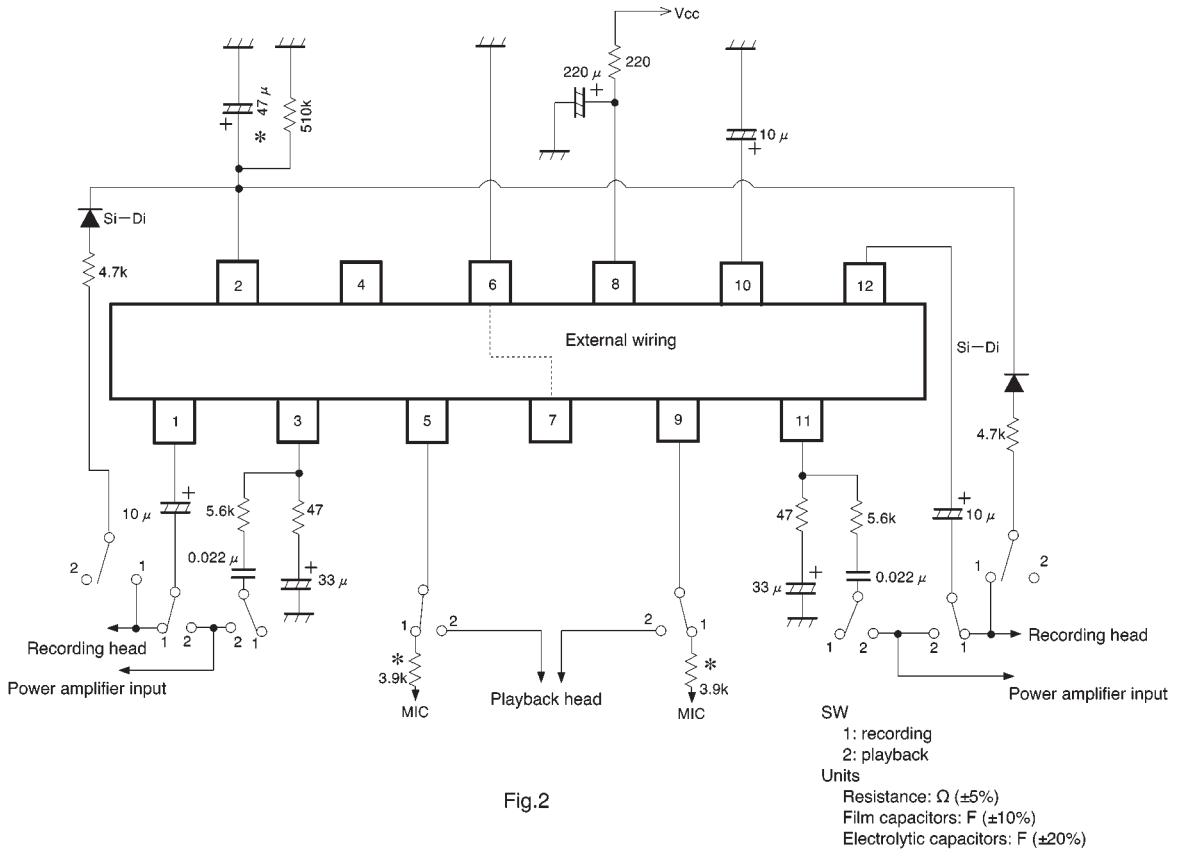 Vcc
220 μ
+
220
47 μ
+
*
510k
10 μ
+
Si−Di
4.7k
2
4
6
8
10
12
External wiring
Si−Di
1
3
5
7
9
11
4.7k
10 μ
+
5.6k
47
47
5.6k
+
10 μ
0.022 μ
33 μ
+
33 μ
+
0.022 μ
2
1
1
2
1
2
2
1
1
2
2
1
1
2
2
1
Recording head
Power amplifier input
*
3.9k
MIC
Playback head
*
3.9k
MIC
Recording head
Power amplifier input
SW
1: recording
2: playback
Units
Resistance: Ω (±5%)
Film capacitors: F (±10%)
Electrolytic capacitors: F (±20%)
Fig.2